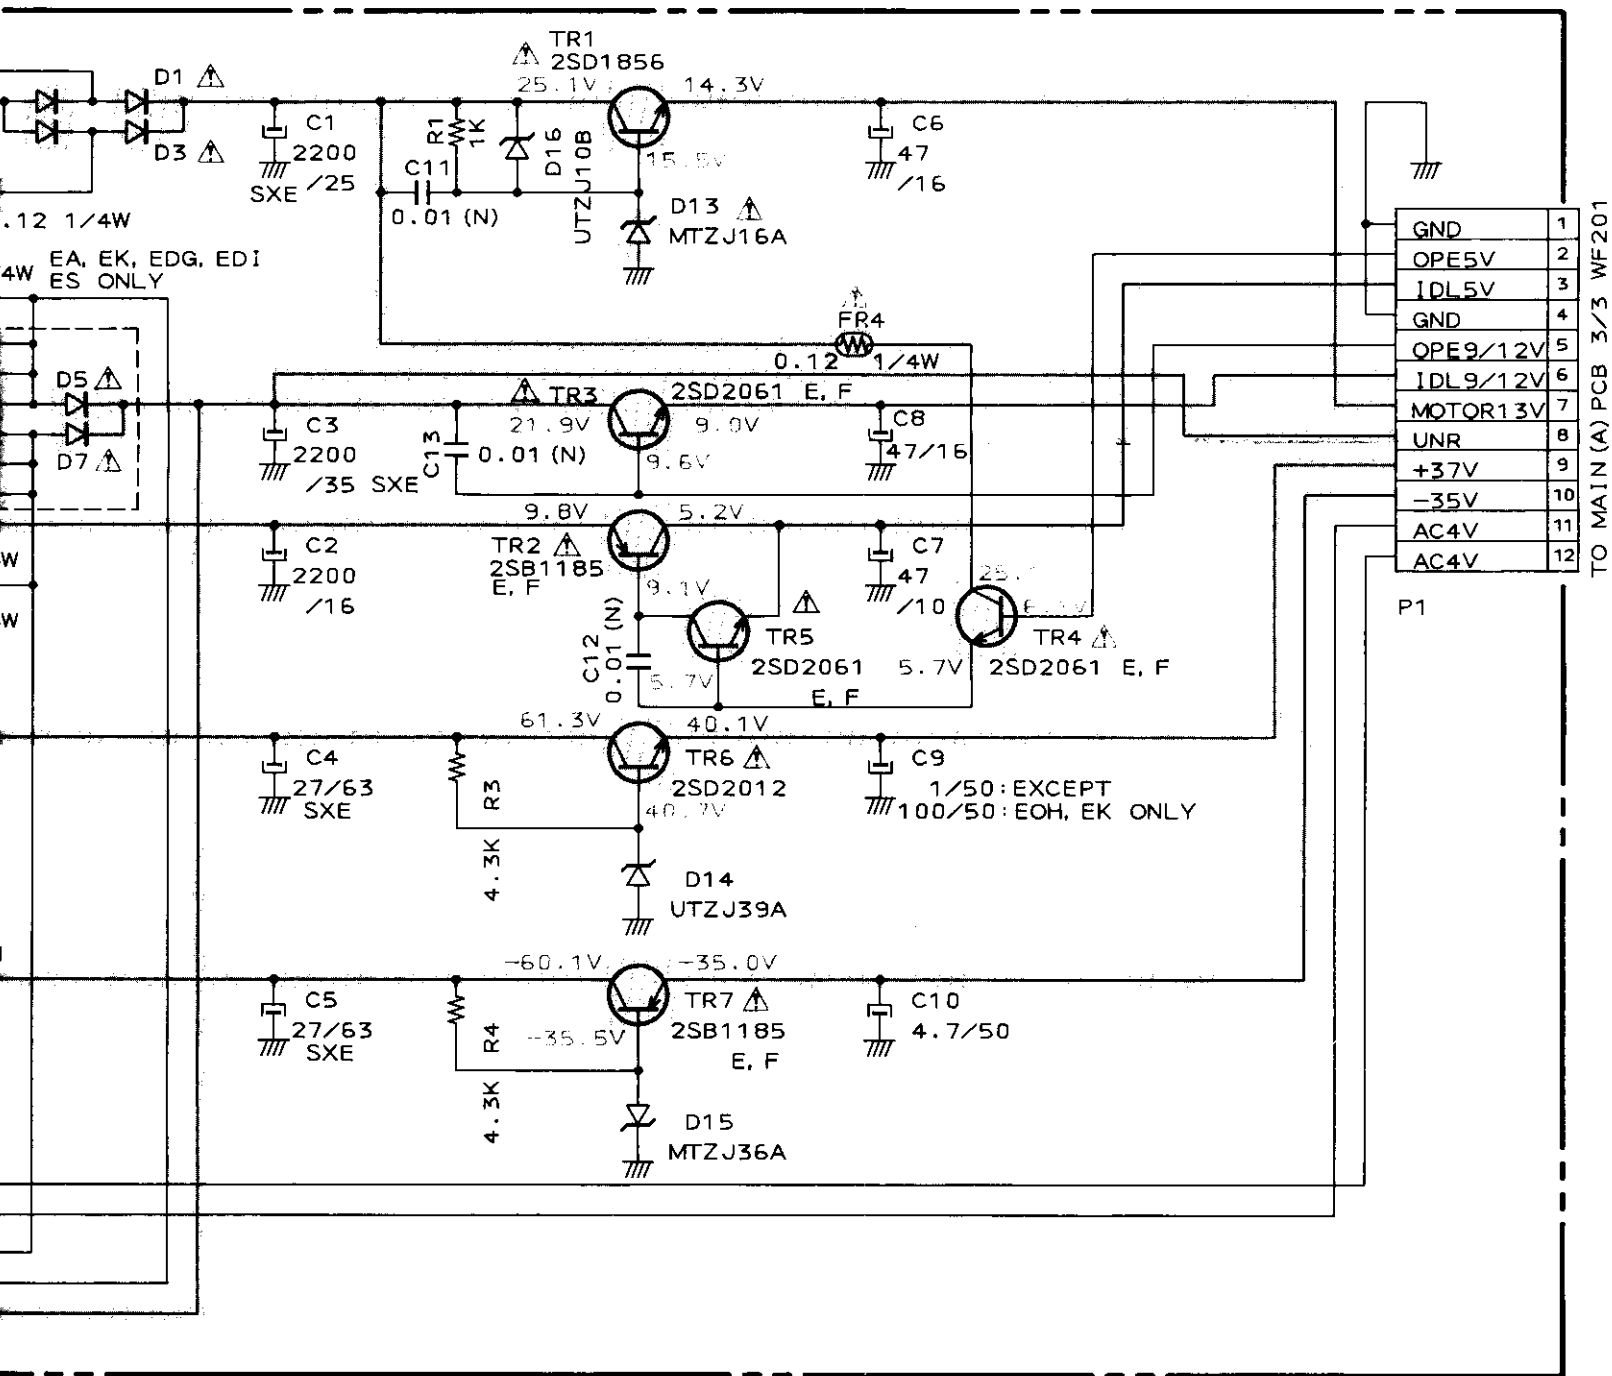 TR1
2SD1856
25.1V
14.3V
D1
D3
C1
2200
/25
SXE
R1
1K
C11
0.01 (N)
D16
UTZJ10B
15.5V
D13
MTZJ16A
C6
47
/16
.12 1/4W
/4W
EA, EK, EDG, EDI
ES ONLY
FR4
0.12
1/4W
GND 1
OPE5V 2
IDL5V 3
GND 4
OPE9/12V 5
IDL9/12V 6
MOTOR13V 7
UNR 8
+37V 9
-35V 10
AC4V 11
AC4V 12
P1
TO MAIN (A) PCB 3/3 WF201
D5
D7
C3
2200
/35 SXE
C13
0.01 (N)
TR3
2SD2061 E, F
21.9V
9.0V
9.6V
C8
47/16
9.8V
5.2V
TR2
2SB1185
E, F
9.1V
C2
2200
/16
W
W
C12
0.01 (N)
5.7V
TR5
2SD2061
E, F
C7
47
/10
25.
TR4
5.7V
2SD2061 E, F
61.3V
40.1V
TR6
2SD2012
40.7V
C4
27/63
SXE
R3
4.3K
C9
1/50:EXCEPT
100/50:EOH, EK ONLY
D14
UTZJ39A
-60.1V
-35.0V
TR7
2SB1185
E, F
-35.5V
C5
27/63
SXE
R4
4.3K
C10
4.7/50
D15
MTZJ36A